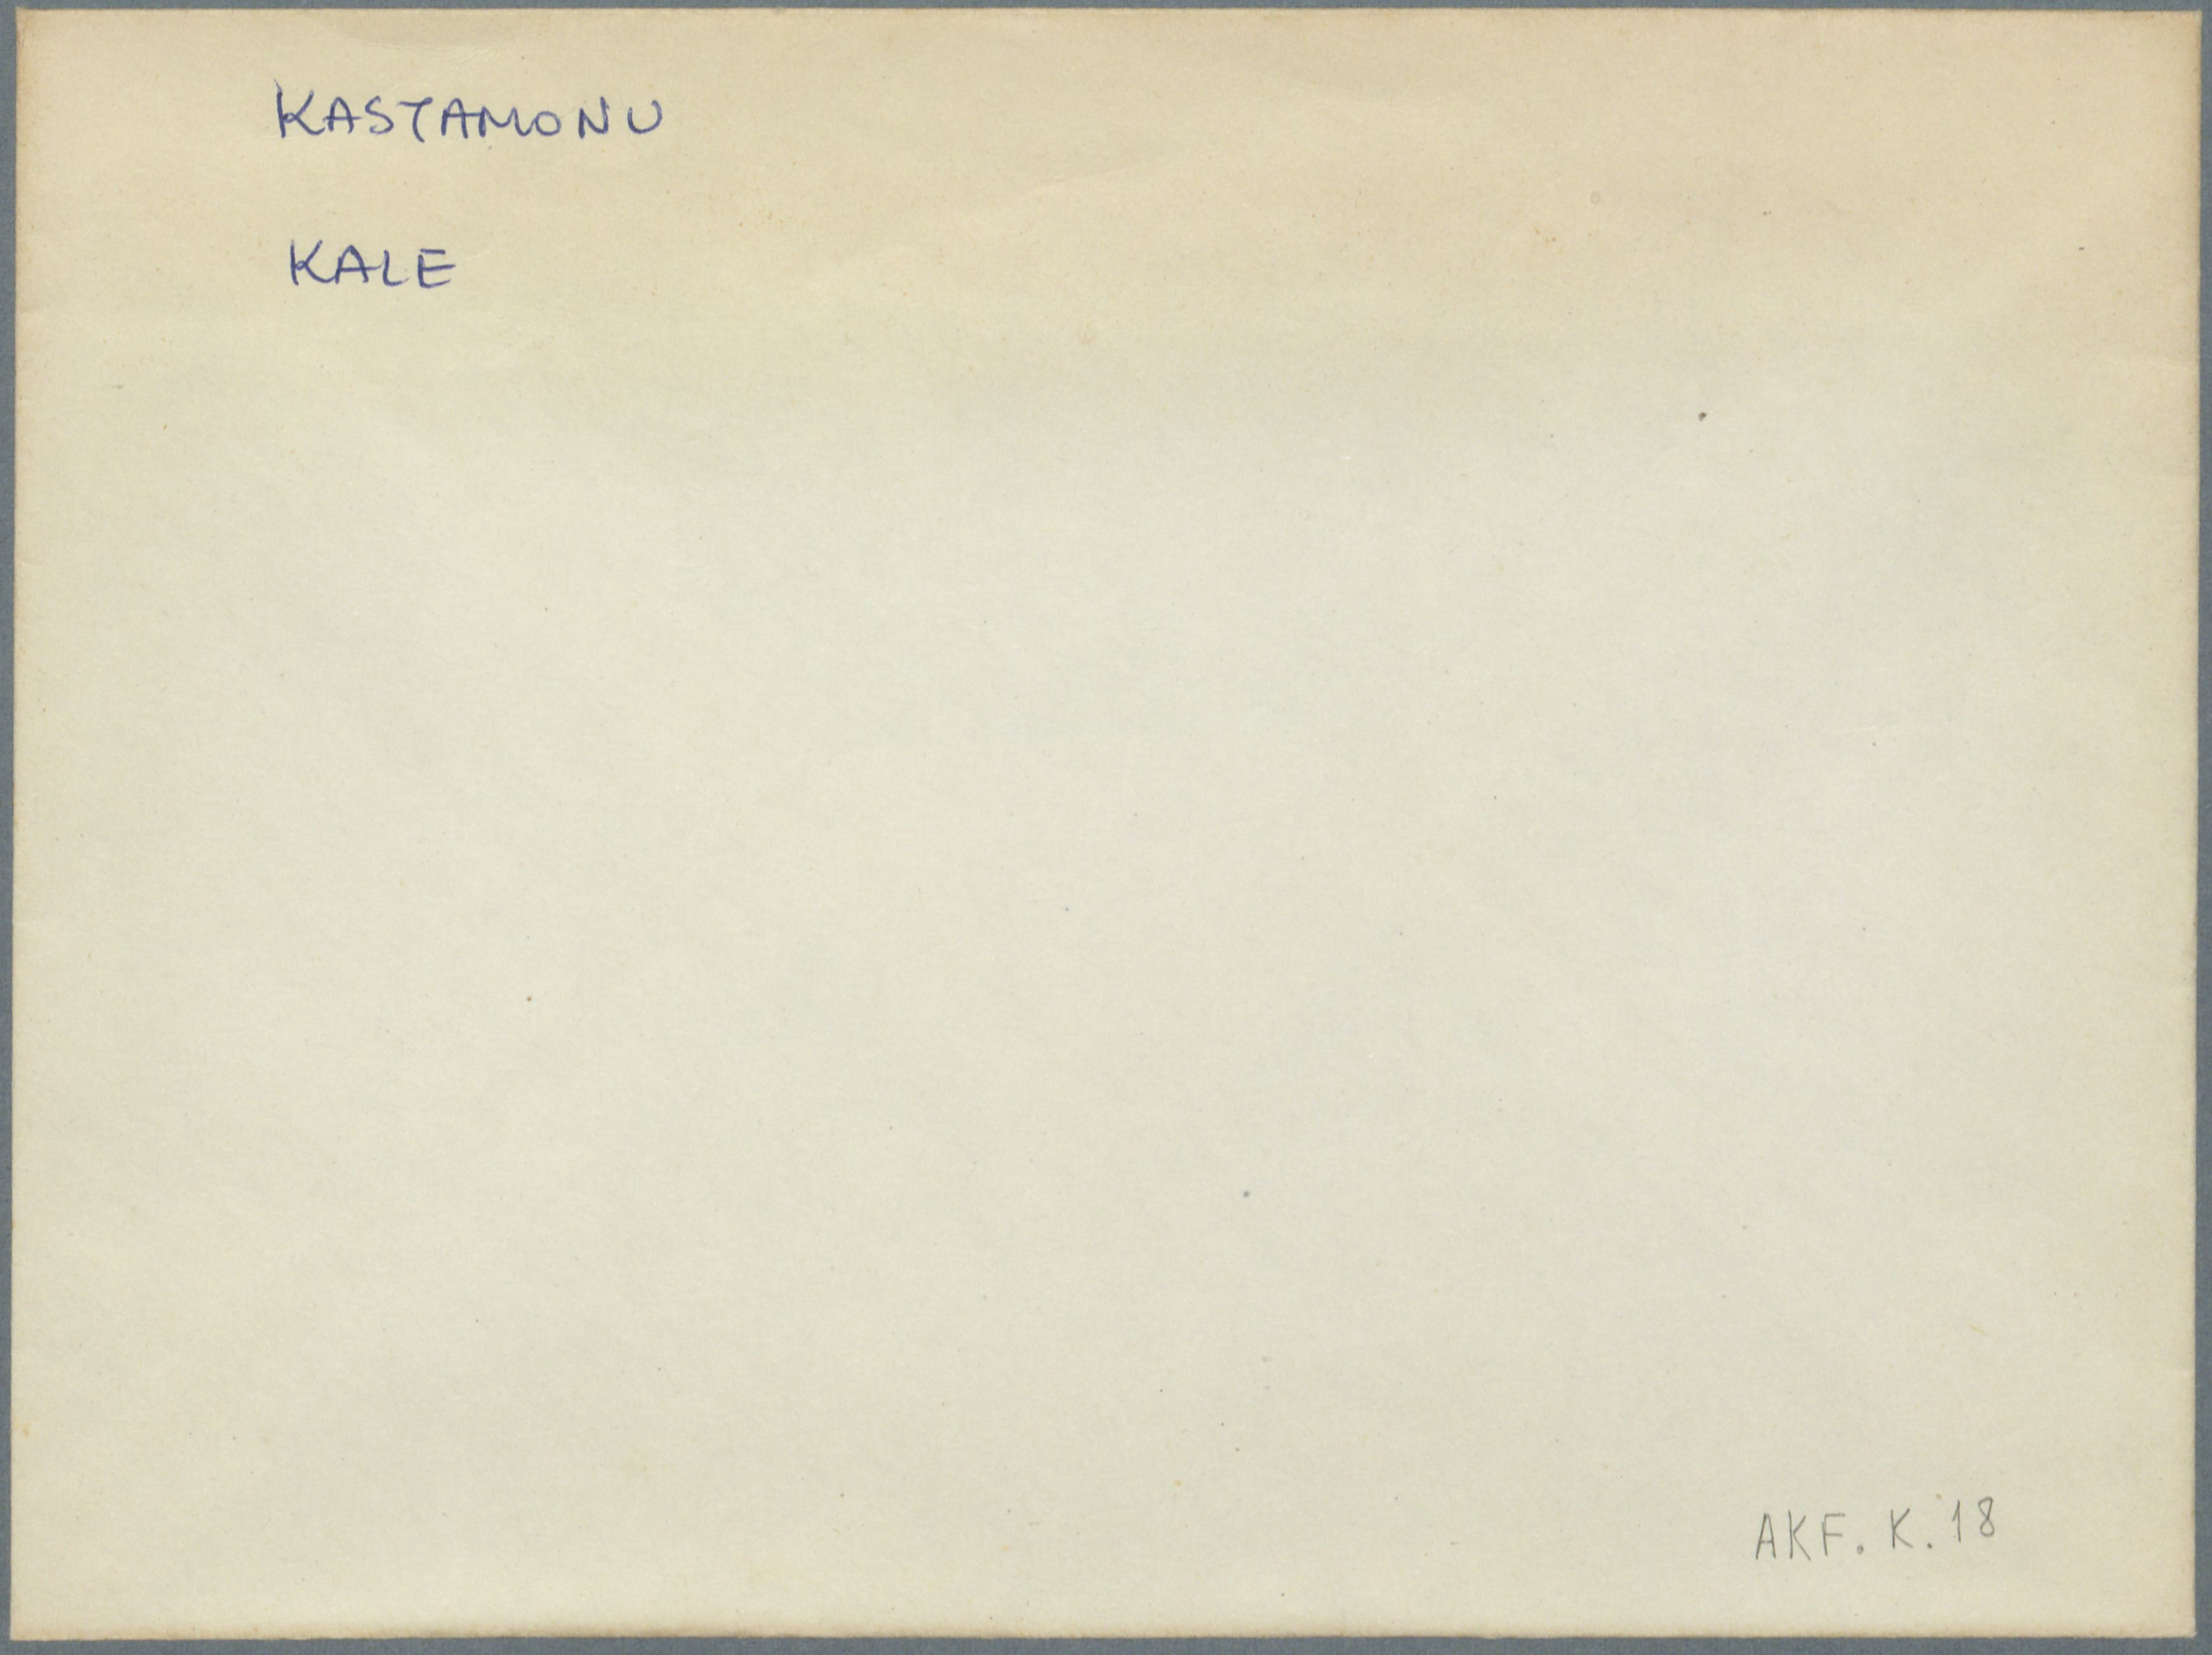 KASTAMONU
KALE
AKF. K. 18